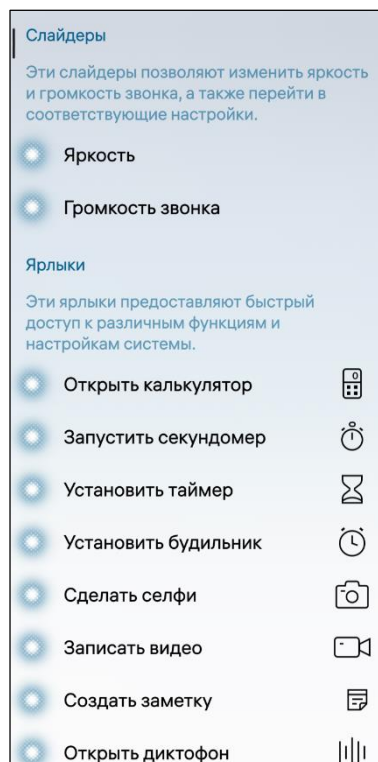 Слайдеры
Эти слайдеры позволяют изменить яркость
и громкость звонка, а также перейти в
соответствующие настройки.
Яркость
Громкость звонка
Ярлыки
Эти ярлыки предоставляют быстрый
доступ к различным функциям и
настройкам системы.
Открыть калькулятор
Запустить секундомер
Установить таймер
Установить будильник
Сделать селфи
Записать видео
Создать заметку
Открыть диктофон